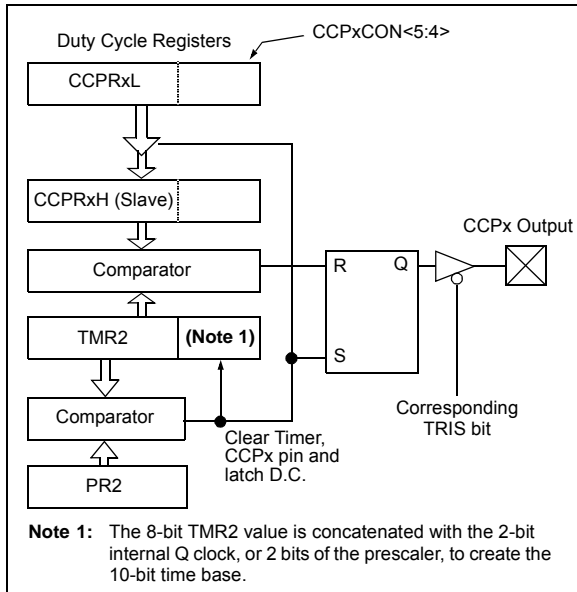 Duty Cycle Registers
CCPxCON<5:4>
CCPRxL
CCPRxH (Slave)
CCPx Output
Comparator
R
Q
TMR2
(Note 1)
S
Comparator
Clear Timer,
CCPx pin and
latch D.C.
Corresponding
TRIS bit
PR2
Note 1: The 8-bit TMR2 value is concatenated with the 2-bit
internal Q clock, or 2 bits of the prescaler, to create the
10-bit time base.